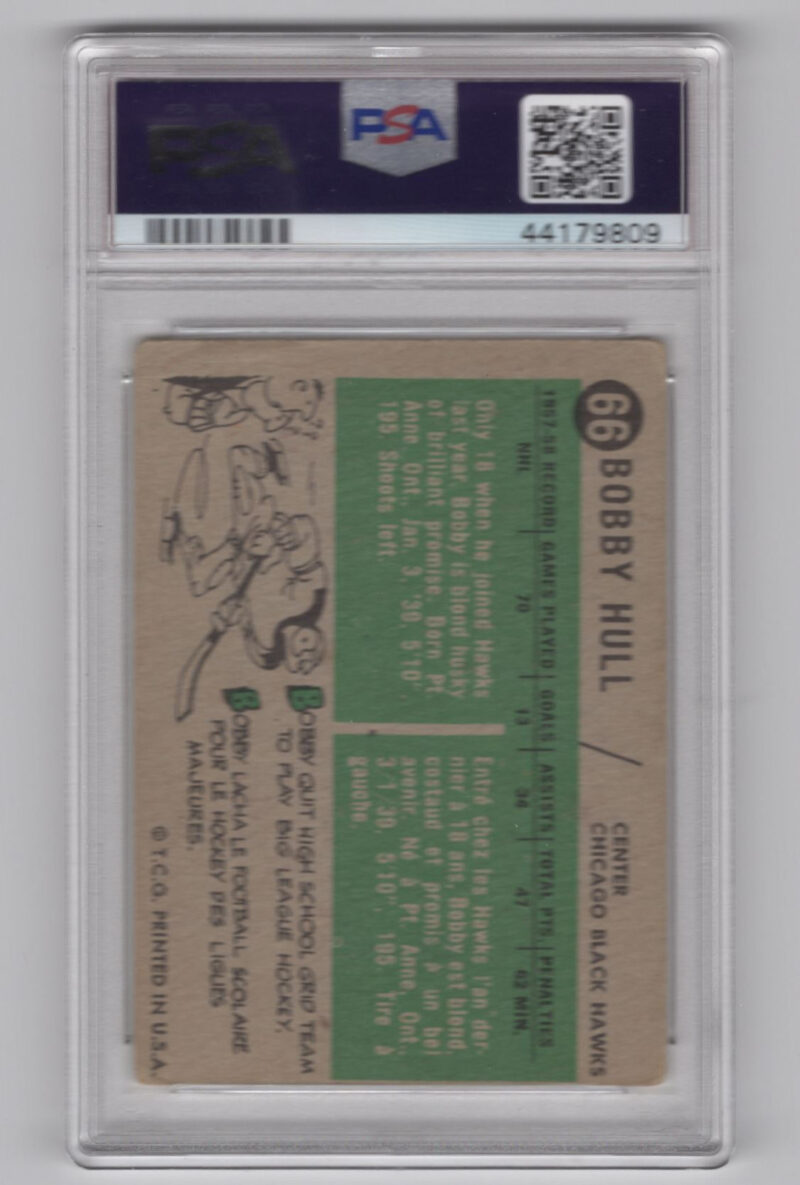 PSA
PSA
44179809
66 BOBBY HULL
CENTER
CHICAGO BLACK HAWKS
1957-58 RECORD GAMES PLAYED GOALS ASSISTS TOTAL PTS. PENALTIES
NHL 70 13 34 47 62 MIN.
Only 18 when he joined Hawks
last year, Bobby is blond husky
of brilliant promise. Born Pt
Anne, Ont., Jan. 3, '39. 5'10".
195. Shoots left.
Entré chez les Hawks l'an der-
nier à 18 ans, Bobby est blond,
costaud et promis à un bel
avenir. Né à Pt. Anne, Ont.,
3/1/39. 5'10". 195. Tire à
gauche.
BOBBY QUIT HIGH SCHOOL GRID TEAM
TO PLAY BIG LEAGUE HOCKEY.
BOBBY LACHA LE FOOTBALL SCOLAIRE
POUR LE HOCKEY DES LIGUES
MAJEURES.
© T.C.G. PRINTED IN U.S.A.